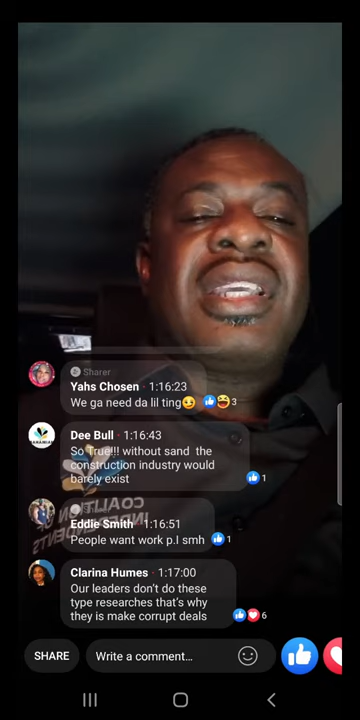 Sharer
Yahs Chosen · 1:16:23
We ga need da lil ting😉 3
Dee Bull · 1:16:43
So True!!! without sand the
construction industry would
barely exist 1
Eddie Smith · 1:16:51
People want work p.I smh 1
COALITION
INDEPENDENTS
Clarina Humes · 1:17:00
Our leaders don't do these
type researches that's why
they is make corrupt deals 6
SHARE
Write a comment...